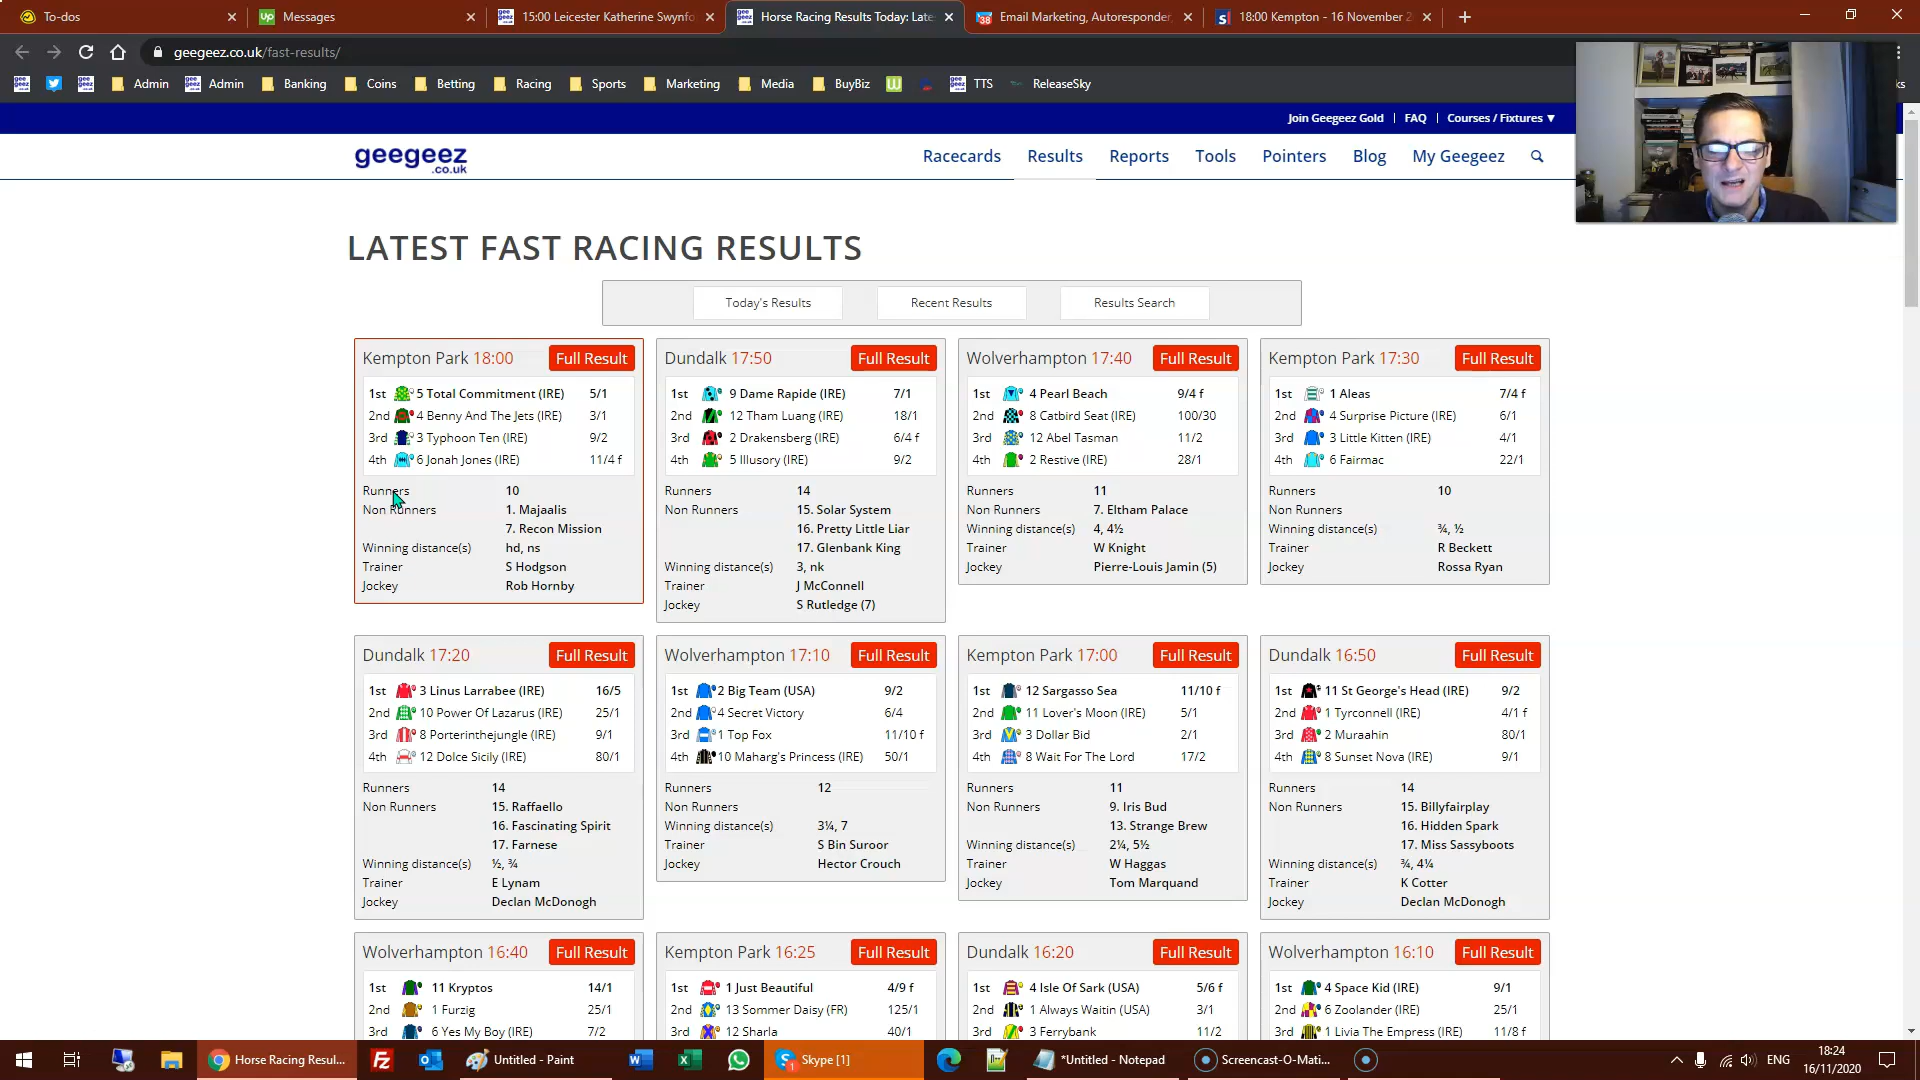 To-dos
Messages
15:00 Leicester Katherine Swynfo
Horse Racing Results Today: Late
Email Marketing, Autoresponder,
18:00 Kempton - 16 November 2
geegeez.co.uk/fast-results/
Admin Admin Banking Coins Betting Racing Sports Marketing Media BuyBiz TTS ReleaseSky
Join Geegeez Gold | FAQ | Courses / Fixtures ▼
geegeez.co.uk
Racecards Results Reports Tools Pointers Blog My Geegeez
LATEST FAST RACING RESULTS
Today's Results Recent Results Results Search
Kempton Park 18:00 Full Result
1st 5 Total Commitment (IRE) 5/1
2nd 4 Benny And The Jets (IRE) 3/1
3rd 3 Typhoon Ten (IRE) 9/2
4th 6 Jonah Jones (IRE) 11/4 f
Runners 10
Non Runners 1. Majaalis
7. Recon Mission
Winning distance(s) hd, ns
Trainer S Hodgson
Jockey Rob Hornby
Dundalk 17:50 Full Result
1st 9 Dame Rapide (IRE) 7/1
2nd 12 Tham Luang (IRE) 18/1
3rd 2 Drakensberg (IRE) 6/4 f
4th 5 Illusory (IRE) 9/2
Runners 14
Non Runners 15. Solar System
16. Pretty Little Liar
17. Glenbank King
Winning distance(s) 3, nk
Trainer J McConnell
Jockey S Rutledge (7)
Wolverhampton 17:40 Full Result
1st 4 Pearl Beach 9/4 f
2nd 8 Catbird Seat (IRE) 100/30
3rd 12 Abel Tasman 11/2
4th 2 Restive (IRE) 28/1
Runners 11
Non Runners 7. Eltham Palace
Winning distance(s) 4, 4½
Trainer W Knight
Jockey Pierre-Louis Jamin (5)
Kempton Park 17:30 Full Result
1st 1 Aleas 7/4 f
2nd 4 Surprise Picture (IRE) 6/1
3rd 3 Little Kitten (IRE) 4/1
4th 6 Fairmac 22/1
Runners 10
Non Runners
Winning distance(s) ¾, ½
Trainer R Beckett
Jockey Rossa Ryan
Dundalk 17:20 Full Result
1st 3 Linus Larrabee (IRE) 16/5
2nd 10 Power Of Lazarus (IRE) 25/1
3rd 8 Porterinthejungle (IRE) 9/1
4th 12 Dolce Sicily (IRE) 80/1
Runners 14
Non Runners 15. Raffaello
16. Fascinating Spirit
17. Farnese
Winning distance(s) ½, ¾
Trainer E Lynam
Jockey Declan McDonogh
Wolverhampton 17:10 Full Result
1st 2 Big Team (USA) 9/2
2nd 4 Secret Victory 6/4
3rd 1 Top Fox 11/10 f
4th 10 Maharg's Princess (IRE) 50/1
Runners 12
Non Runners
Winning distance(s) 3¼, 7
Trainer S Bin Suroor
Jockey Hector Crouch
Kempton Park 17:00 Full Result
1st 12 Sargasso Sea 11/10 f
2nd 11 Lover's Moon (IRE) 5/1
3rd 3 Dollar Bid 2/1
4th 8 Wait For The Lord 17/2
Runners 11
Non Runners 9. Iris Bud
13. Strange Brew
Winning distance(s) 2¼, 5½
Trainer W Haggas
Jockey Tom Marquand
Dundalk 16:50 Full Result
1st 11 St George's Head (IRE) 9/2
2nd 1 Tyrconnell (IRE) 4/1 f
3rd 2 Muraahin 80/1
4th 8 Sunset Nova (IRE) 9/1
Runners 14
Non Runners 15. Billyfairplay
16. Hidden Spark
17. Miss Sassyboots
Winning distance(s) ¾, 4¼
Trainer K Cotter
Jockey Declan McDonogh
Wolverhampton 16:40 Full Result
1st 11 Kryptos 14/1
2nd 1 Furzig 25/1
3rd 6 Yes My Boy (IRE) 7/2
Kempton Park 16:25 Full Result
1st 1 Just Beautiful 4/9 f
2nd 13 Sommer Daisy (FR) 125/1
3rd 12 Sharla 40/1
Dundalk 16:20 Full Result
1st 4 Isle Of Sark (USA) 5/6 f
2nd 1 Always Waitin (USA) 3/1
3rd 3 Ferrybank 11/2
Wolverhampton 16:10 Full Result
1st 4 Space Kid (IRE) 9/1
2nd 6 Zoolander (IRE) 25/1
3rd 1 Livia The Empress (IRE) 11/8 f
Horse Racing Resul...
Untitled - Paint
Skype [1]
*Untitled - Notepad
Screencast-O-Mati...
ENG
18:24
16/11/2020